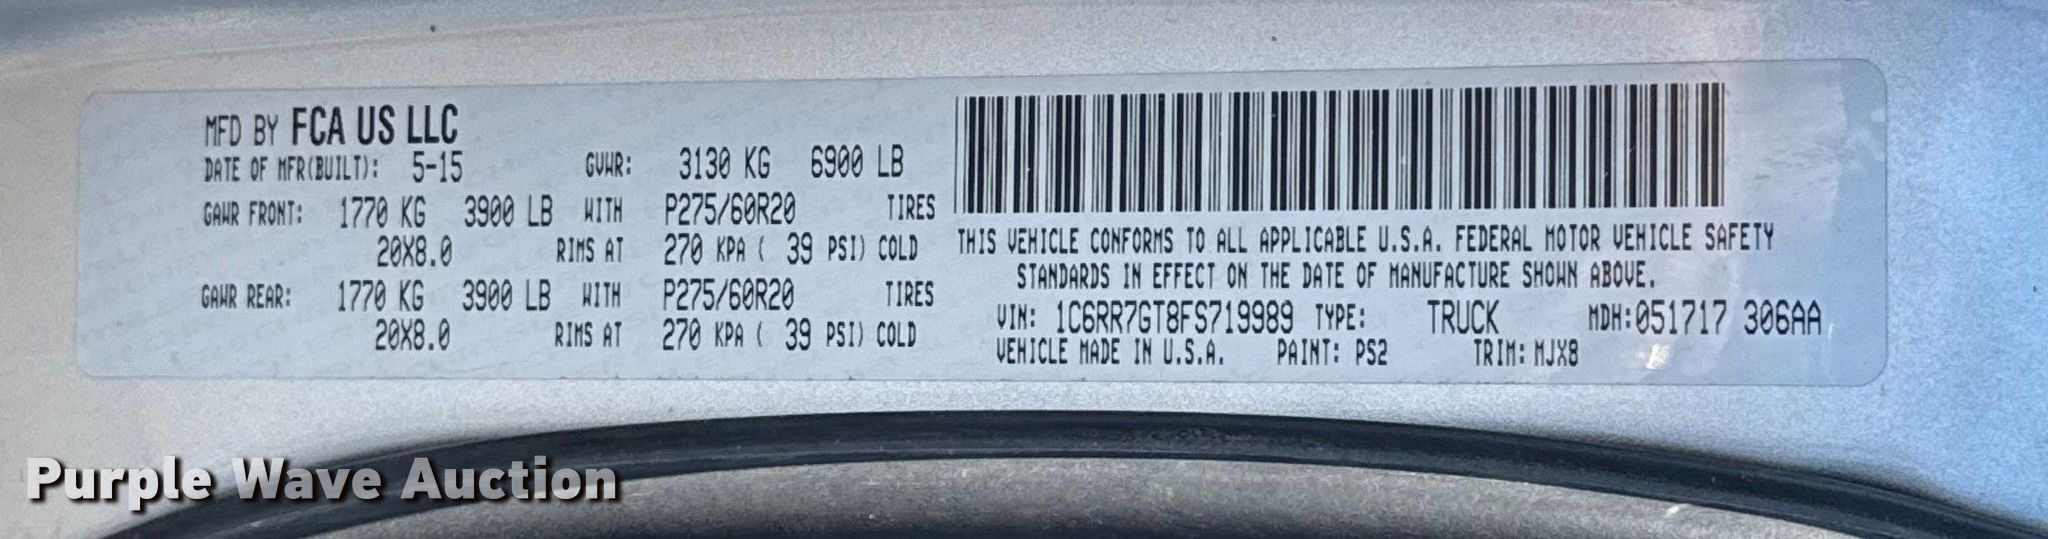 MFD BY FCA US LLC
DATE OF MFR(BUILT): 5-15 GVWR: 3130 KG 6900 LB
GAWR FRONT: 1770 KG 3900 LB WITH P275/60R20 TIRES
20X8.0 RIMS AT 270 KPA ( 39 PSI) COLD
GAWR REAR: 1770 KG 3900 LB WITH P275/60R20 TIRES
20X8.0 RIMS AT 270 KPA ( 39 PSI) COLD
THIS VEHICLE CONFORMS TO ALL APPLICABLE U.S.A. FEDERAL MOTOR VEHICLE SAFETY
STANDARDS IN EFFECT ON THE DATE OF MANUFACTURE SHOWN ABOVE.
VIN: 1C6RR7GT8FS719989 TYPE: TRUCK MDH:051717 306AA
VEHICLE MADE IN U.S.A. PAINT: PS2 TRIM: MJX8
Purple Wave Auction